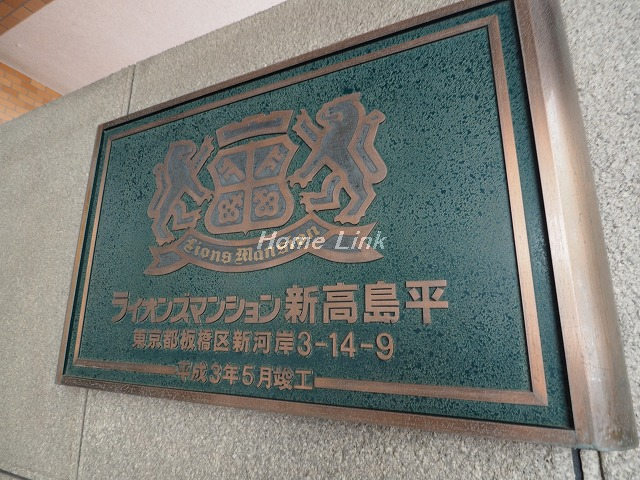 Lions Mansion
Home Link
ライオンズマンション新高島平
東京都板橋区新河岸3-14-9
平成3年5月竣工